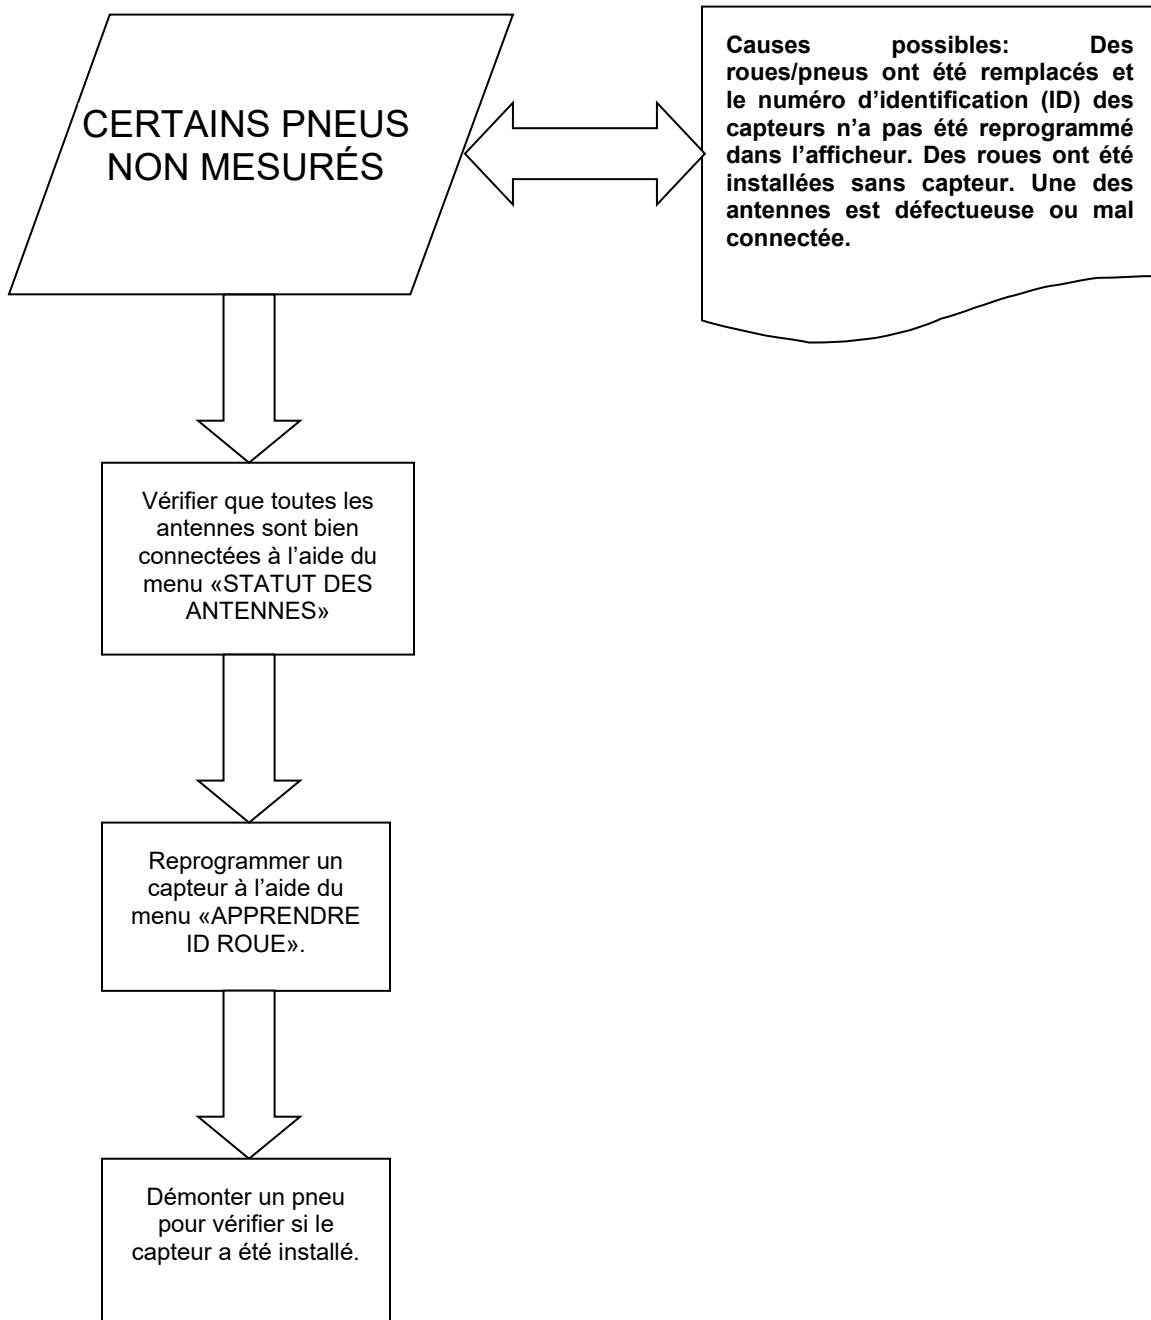 CERTAINS PNEUS
NON MESURÉS
Causes possibles: Des
roues/pneus ont été remplacés et
le numéro d’identification (ID) des
capteurs n’a pas été reprogrammé
dans l’afficheur. Des roues ont été
installées sans capteur. Une des
antennes est défectueuse ou mal
connectée.
Vérifier que toutes les
antennes sont bien
connectées à l’aide du
menu «STATUT DES
ANTENNES»
Reprogrammer un
capteur à l’aide du
menu «APPRENDRE
ID ROUE».
Démonter un pneu
pour vérifier si le
capteur a été installé.